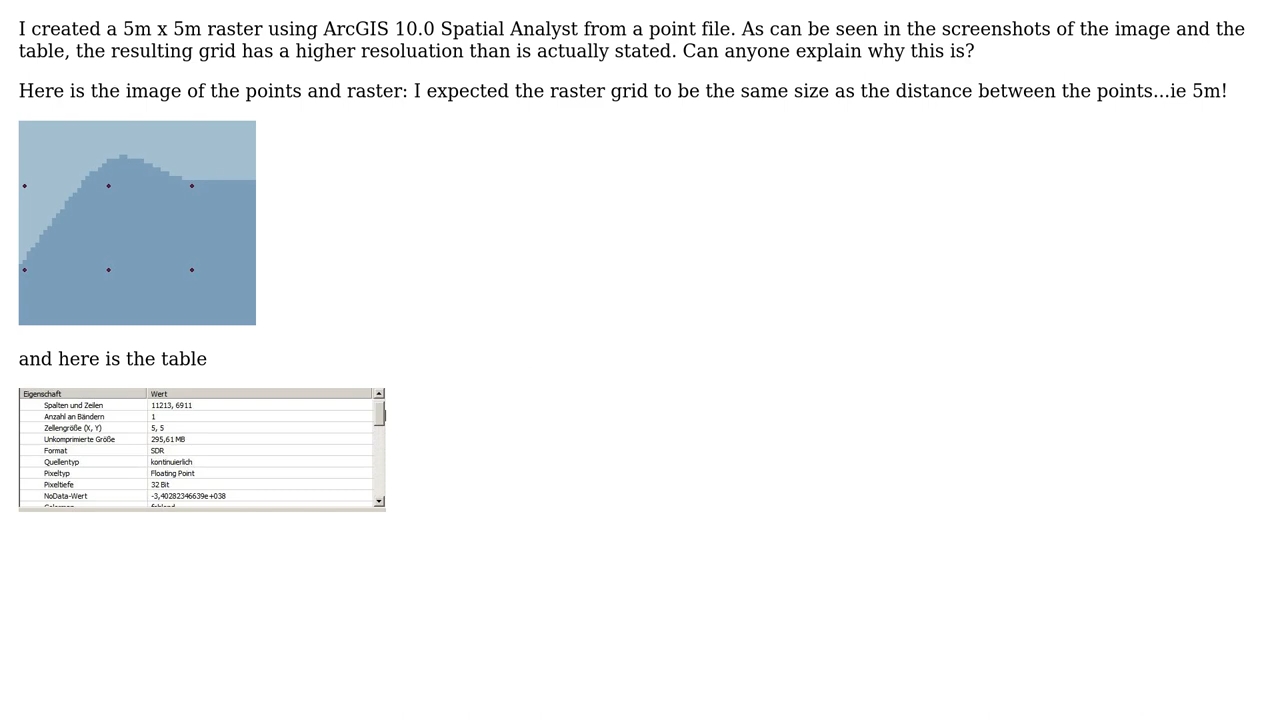 I created a 5m x 5m raster using ArcGIS 10.0 Spatial Analyst from a point file. As can be seen in the screenshots of the image and the
table, the resulting grid has a higher resoluation than is actually stated. Can anyone explain why this is?
Here is the image of the points and raster: I expected the raster grid to be the same size as the distance between the points...ie 5m!
and here is the table
Eigenschaft Wert
Spalten und Zeilen 11213, 6911
Anzahl an Bändern 1
Zellengröße (X, Y) 5, 5
Unkomprimierte Größe 295,61 MB
Format SDR
Quellentyp kontinuierlich
Pixeltyp Floating Point
Pixeltiefe 32 Bit
NoData-Wert -3,40282346639e+038